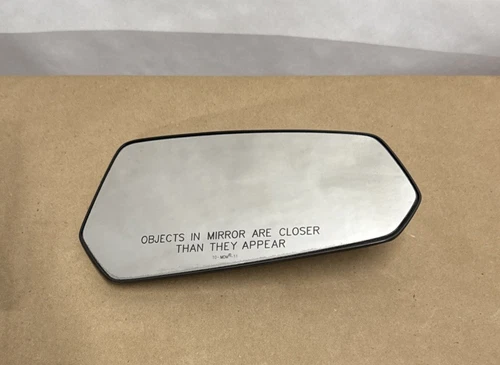 OBJECTS IN MIRROR ARE CLOSER
THAN THEY APPEAR